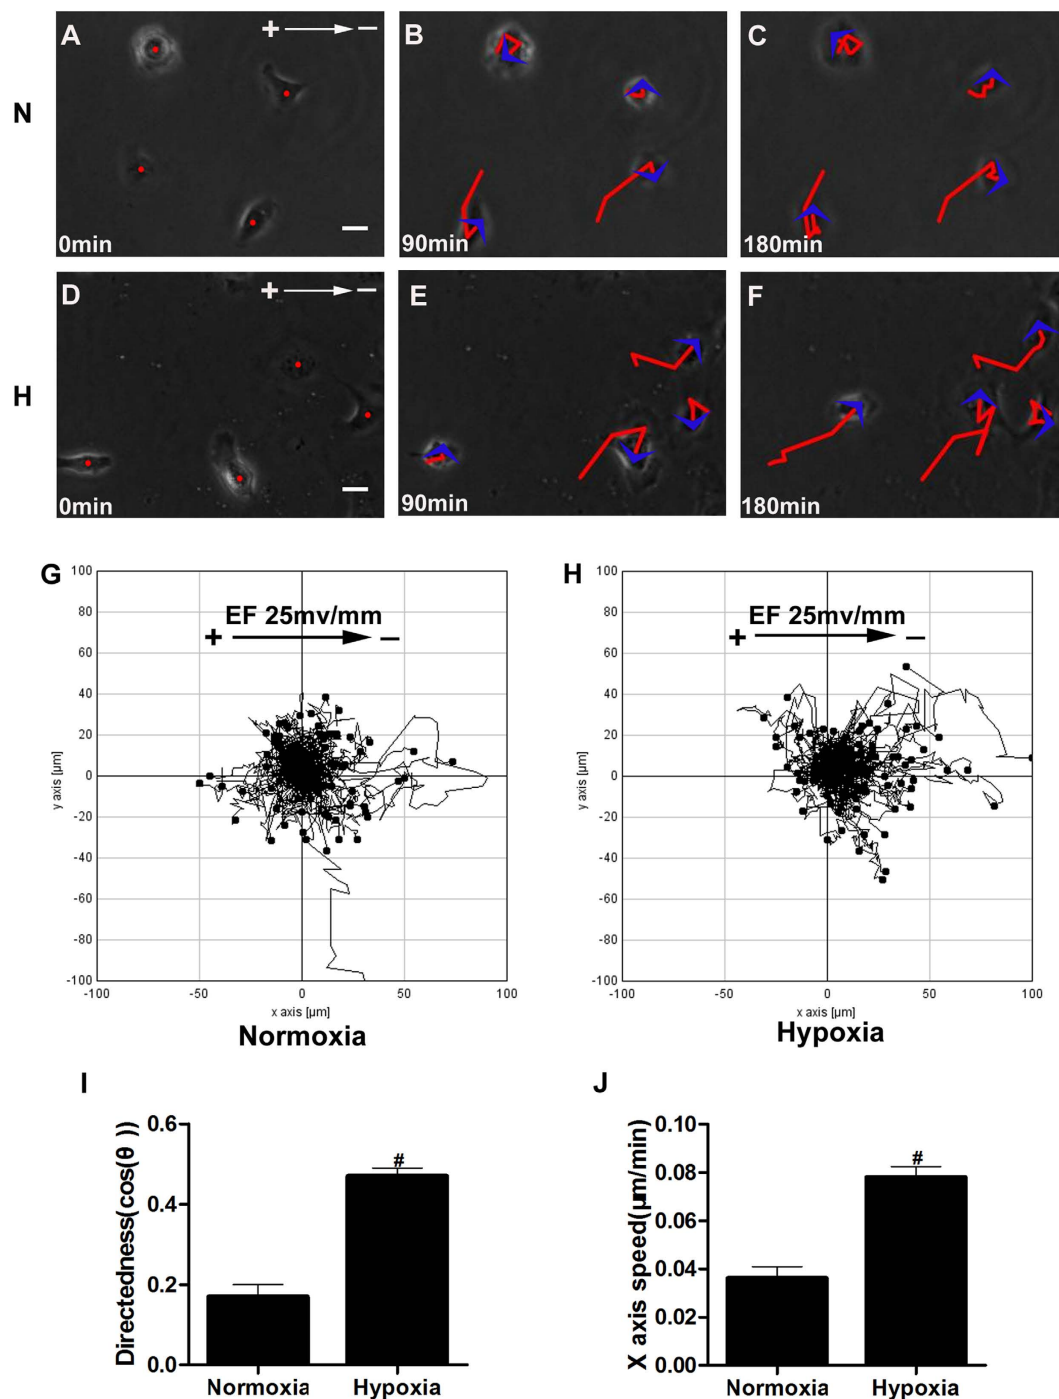 A + −
B
C
N
0min
90min
180min
D + −
E
F
H
0min
90min
180min
G
100
80
60
40
20
0
-20
-40
-60
-80
-100
y axis [µm]
EF 25mv/mm
+ −
-100 -50 0 50 100
x axis [µm]
Normoxia
H
100
80
60
40
20
0
-20
-40
-60
-80
-100
y axis [µm]
EF 25mv/mm
+ −
-100 -50 0 50 100
x axis [µm]
Hypoxia
I
Directedness(cos(θ ))
0.6
0.4
0.2
0.0
#
Normoxia Hypoxia
J
X axis speed(µm/min)
0.10
0.08
0.06
0.04
0.02
0.00
#
Normoxia Hypoxia